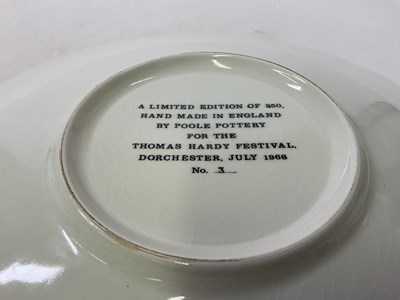 A LIMITED EDITION OF 250,
HAND MADE IN ENGLAND
BY POOLE POTTERY
FOR THE
THOMAS HARDY FESTIVAL,
DORCHESTER, JULY 1968
No. 3